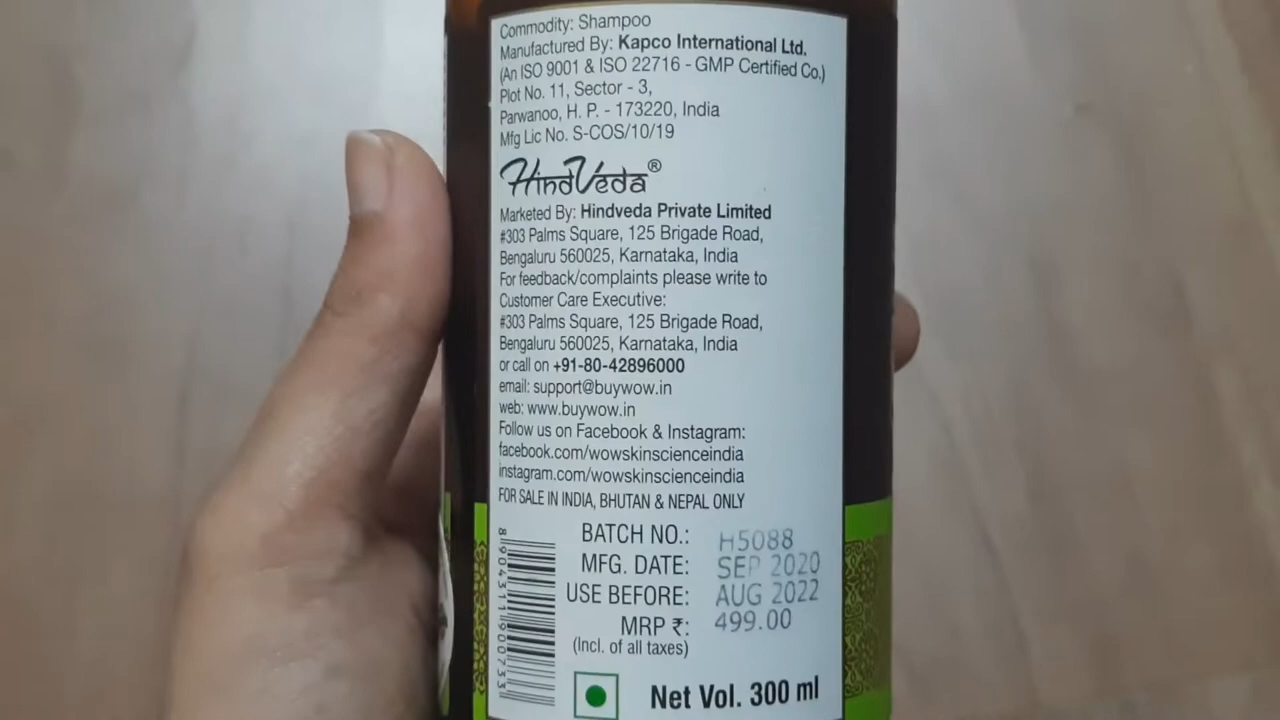 Commodity: Shampoo
Manufactured By: Kapco International Ltd.
(An ISO 9001 & ISO 22716 - GMP Certified Co.)
Plot No. 11, Sector - 3,
Parwanoo, H. P. - 173220, India
Mfg Lic No. S-COS/10/19
HindVeda®
Marketed By: Hindveda Private Limited
#303 Palms Square, 125 Brigade Road,
Bengaluru 560025, Karnataka, India
For feedback/complaints please write to
Customer Care Executive:
#303 Palms Square, 125 Brigade Road,
Bengaluru 560025, Karnataka, India
or call on +91-80-42896000
email: support@buywow.in
web: www.buywow.in
Follow us on Facebook & Instagram:
facebook.com/wowskinscienceindia
instagram.com/wowskinscienceindia
FOR SALE IN INDIA, BHUTAN & NEPAL ONLY
BATCH NO.: H5088
MFG. DATE: SEP 2020
USE BEFORE: AUG 2022
MRP ₹: 499.00
(Incl. of all taxes)
8904311900733
Net Vol. 300 ml